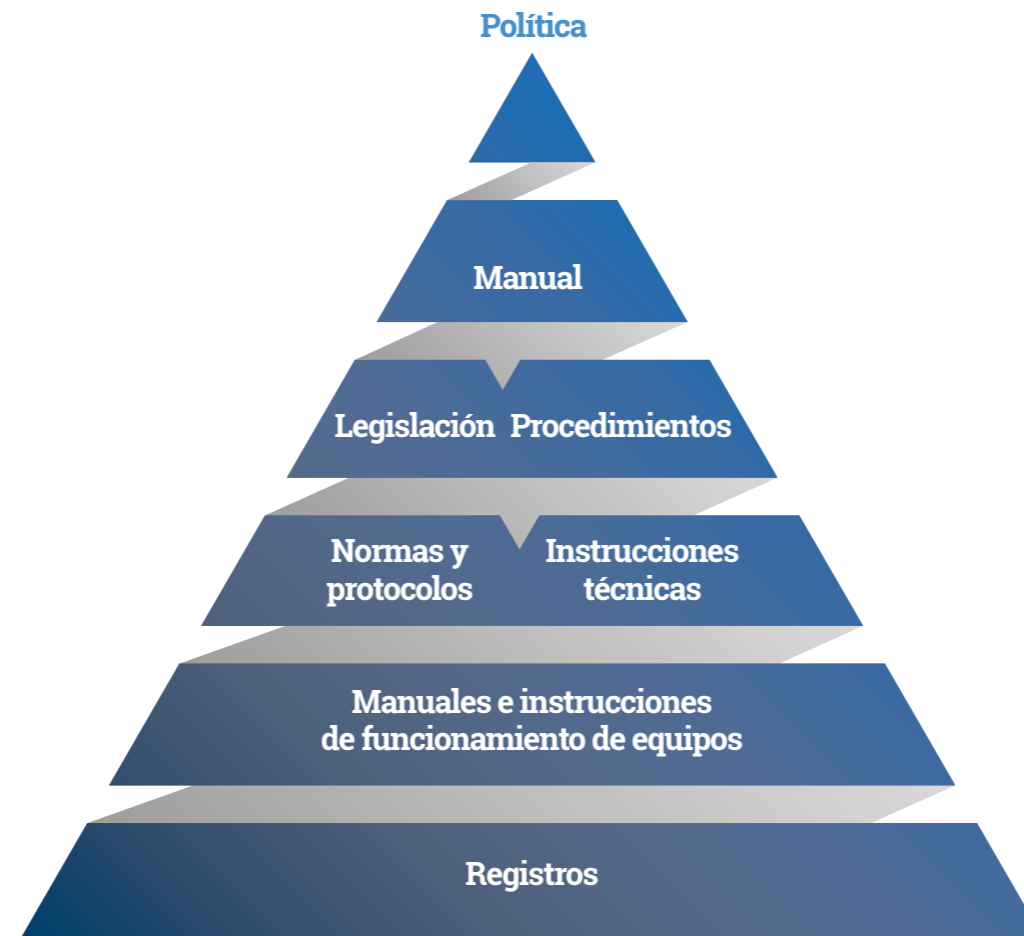 Política
Manual
Legislación Procedimientos
Normas y
protocolos
Instrucciones
técnicas
Manuales e instrucciones
de funcionamiento de equipos
Registros